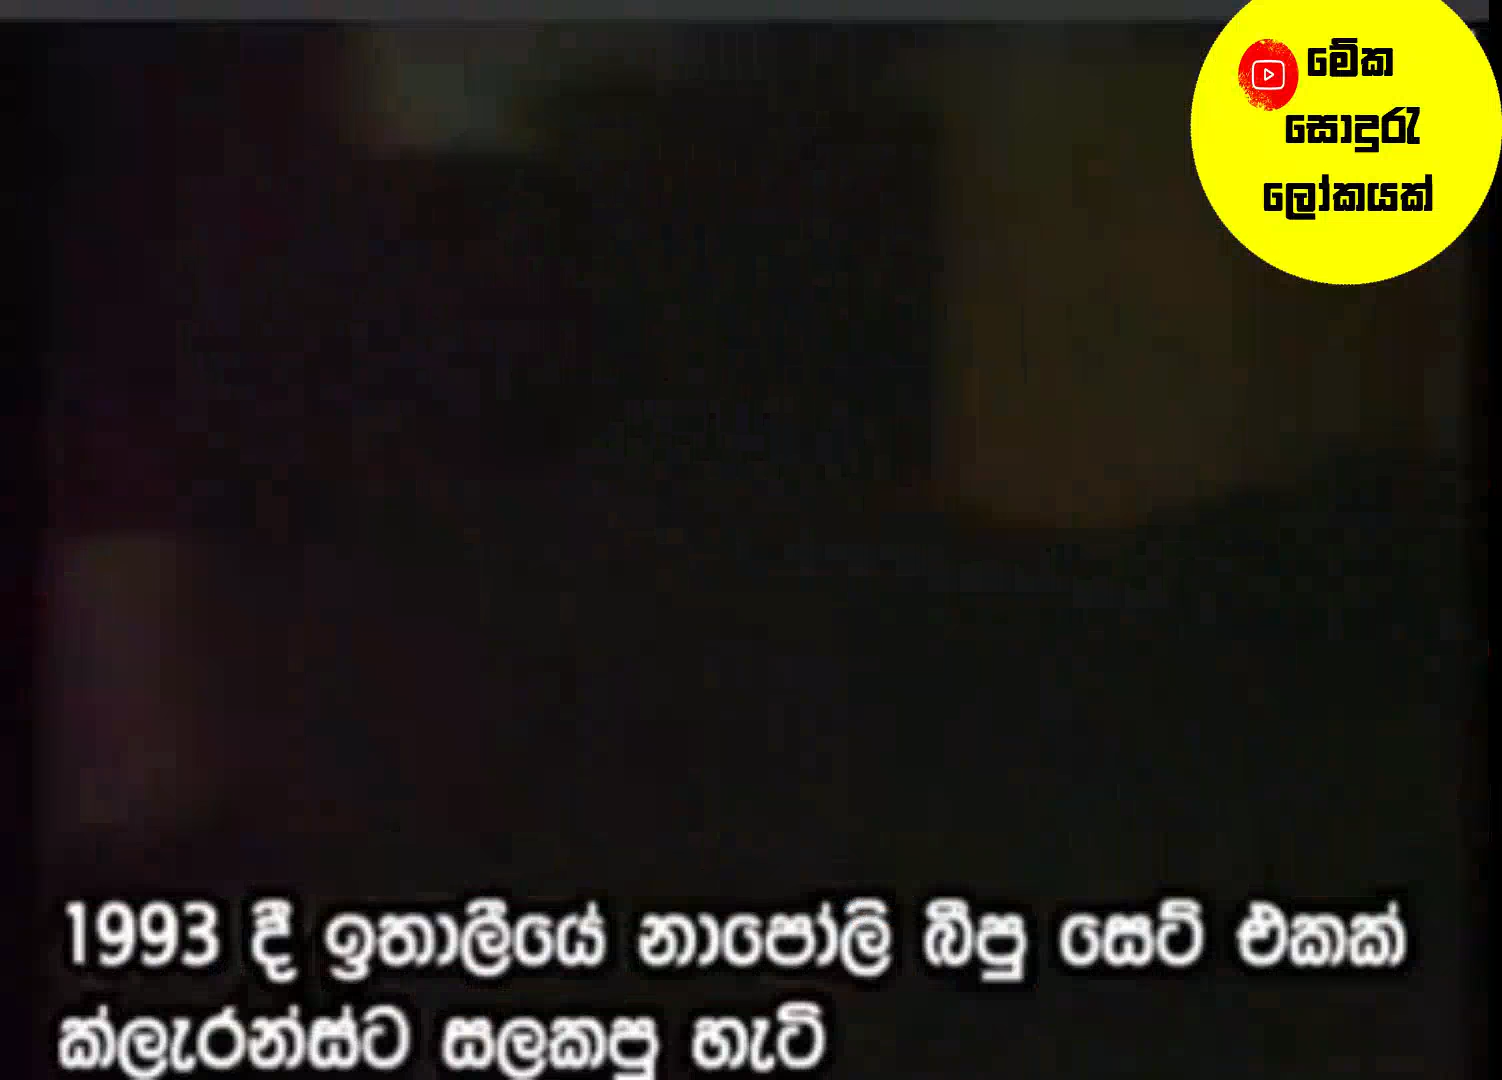 මේක
සොදුරු
ලෝකයක්
1993 දී ඉතාලියේ නාපෝලි බීපු සෙට් එකක්
ක්ලැරන්ස්ට සලකපු හැටි